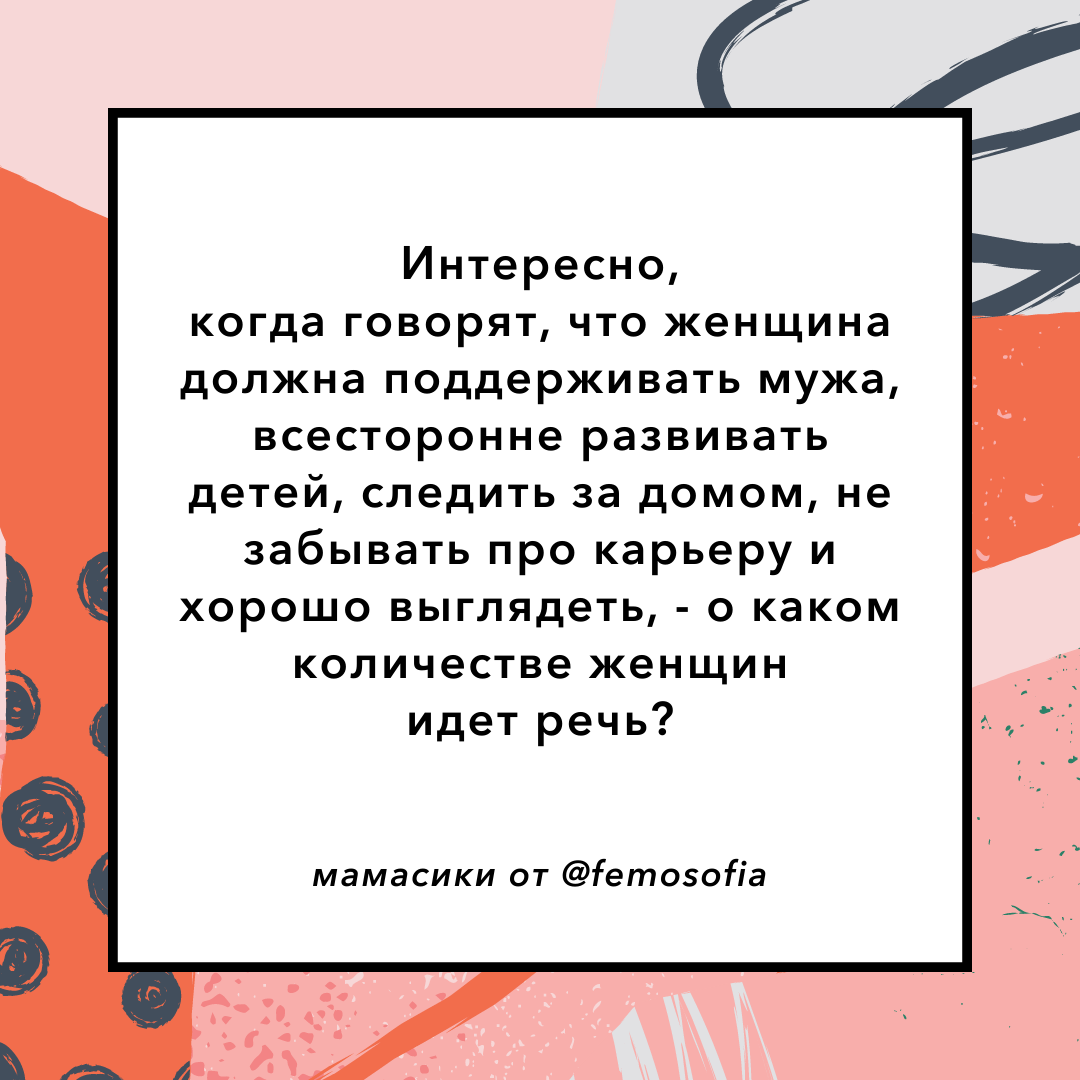 Интересно,
когда говорят, что женщина
должна поддерживать мужа,
всесторонне развивать
детей, следить за домом, не
забывать про карьеру и
хорошо выглядеть, - о каком
количестве женщин
идет речь?
мамасики от @femosofia